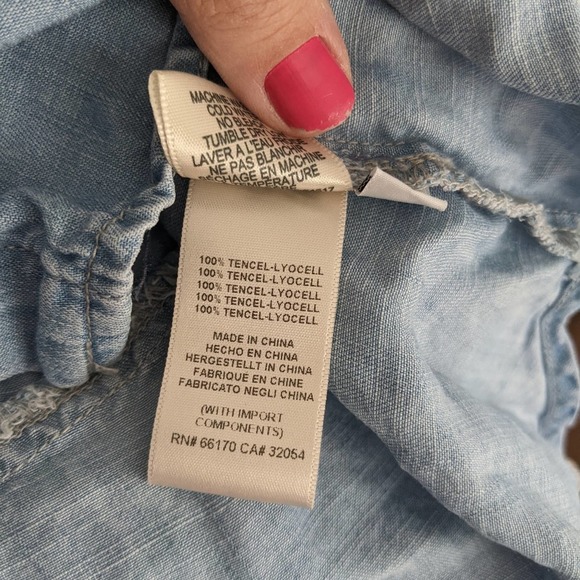 MACHINE
COLD
NO
TUMBLE DRY
LAVER A L'EAU
NE PAS BLANCHIR
SECHAGE EN MACHINE
TEMPERATURE
100% TENCEL-LYOCELL
100% TENCEL-LYOCELL
100% TENCEL-LYOCELL
100% TENCEL-LYOCELL
100% TENCEL-LYOCELL
MADE IN CHINA
HECHO EN CHINA
HERGESTELLT IN CHINA
FABRIQUÉ EN CHINE
FABRICATO NEGLI CHINA
(WITH IMPORT
COMPONENTS)
RN# 66170 CA# 32054